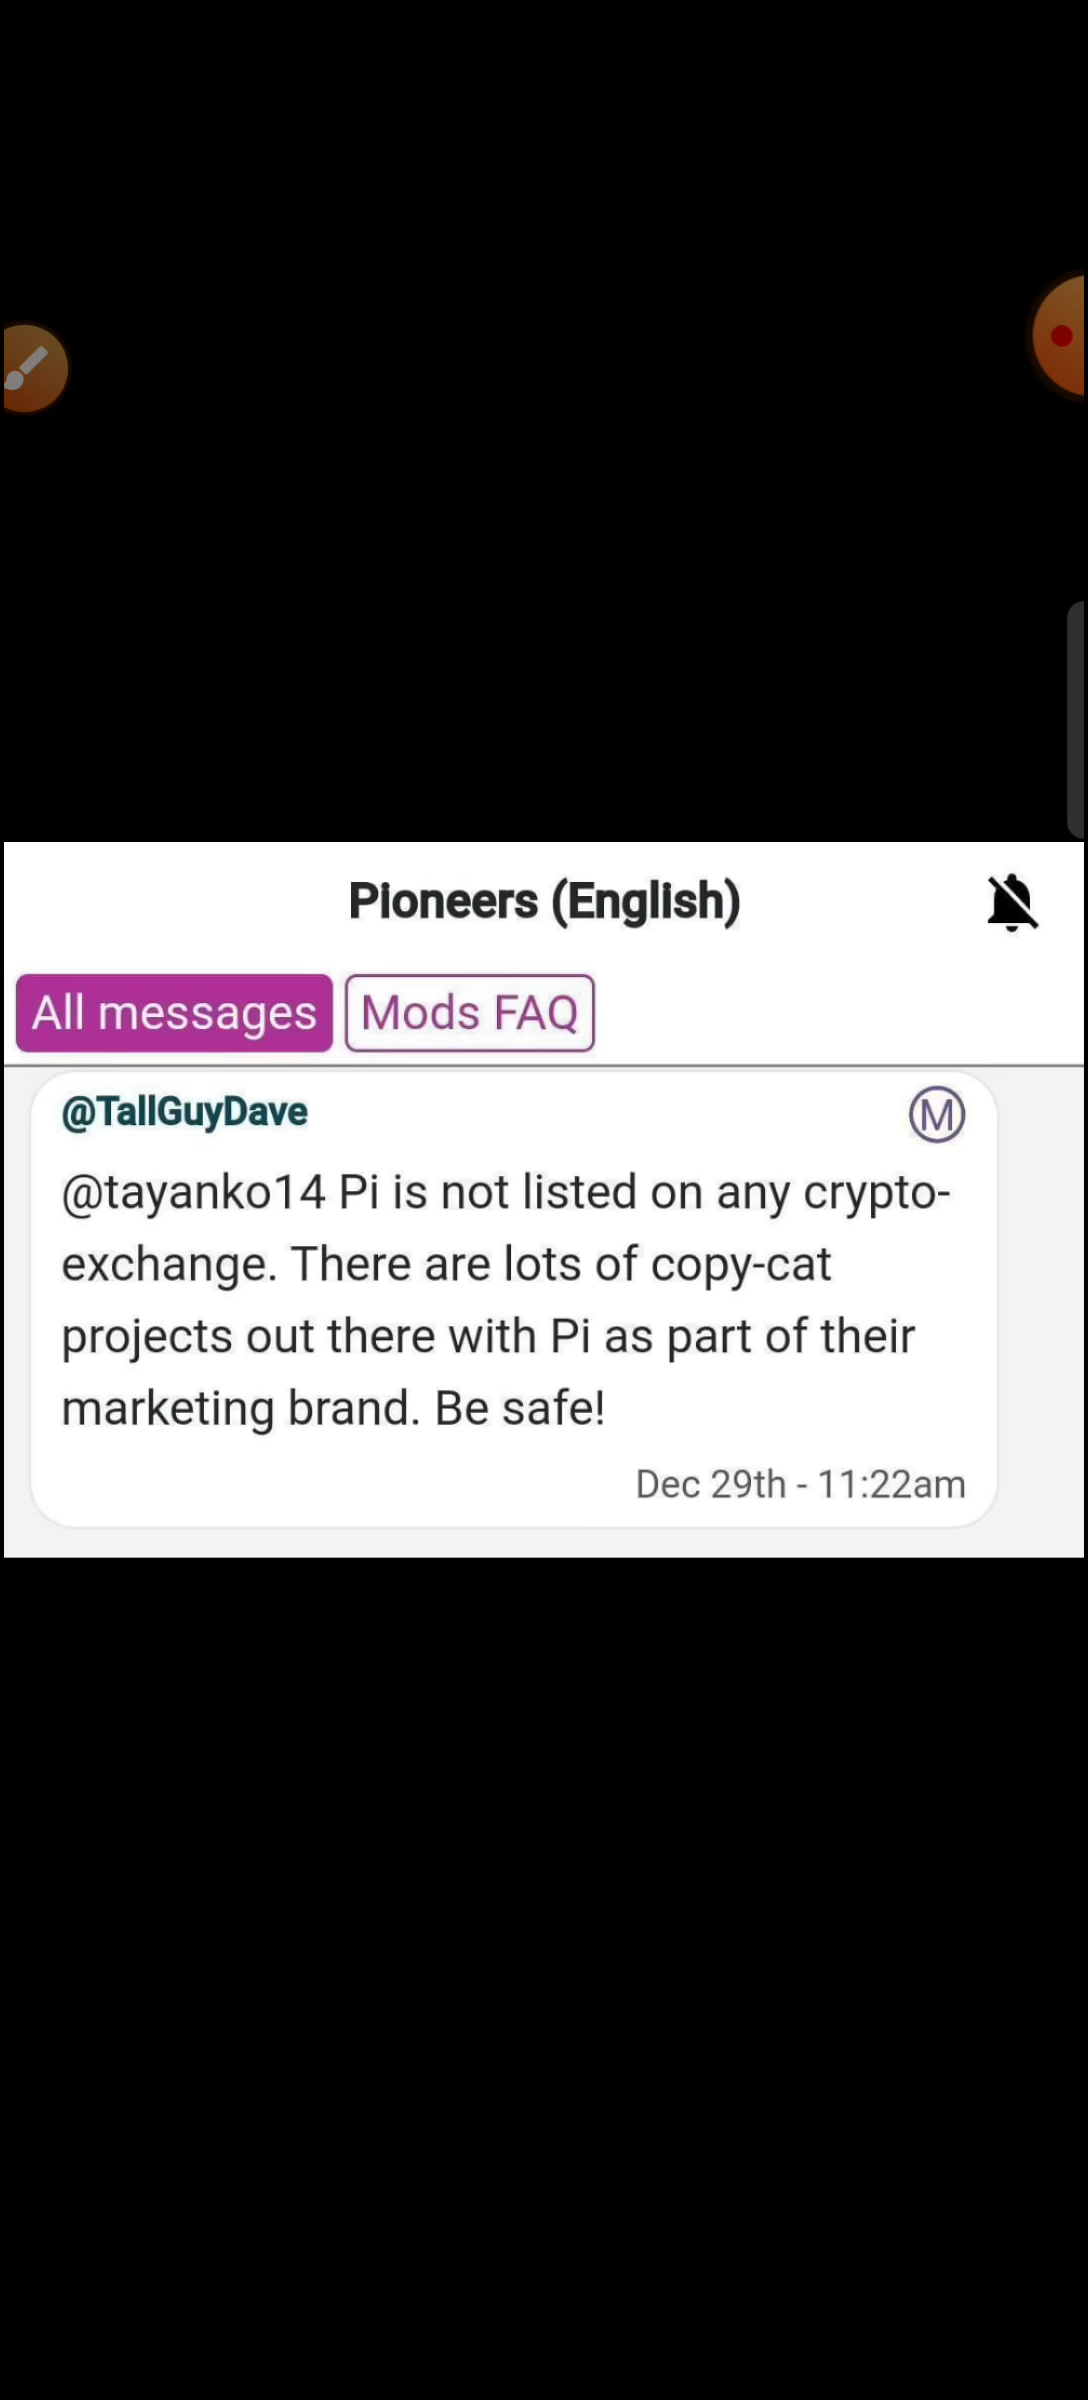 Pioneers (English)
All messages Mods FAQ
@TallGuyDave M
@tayanko14 Pi is not listed on any crypto-
exchange. There are lots of copy-cat
projects out there with Pi as part of their
marketing brand. Be safe!
Dec 29th - 11:22am